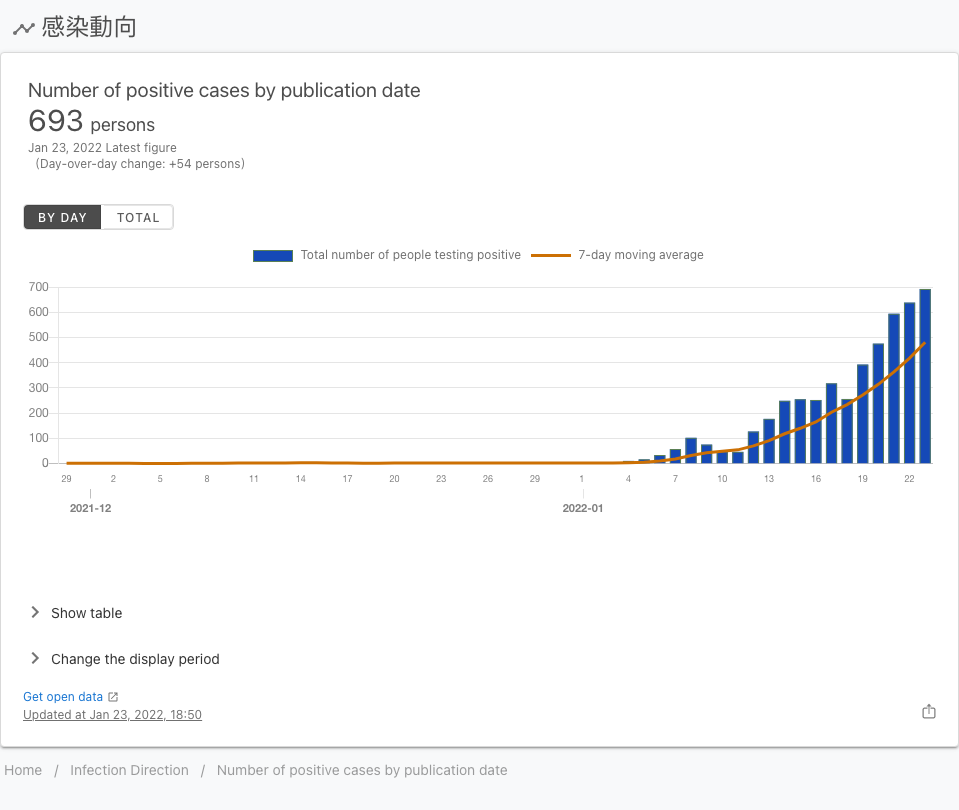 感染動向
Number of positive cases by publication date
693 persons
Jan 23, 2022 Latest figure
(Day-over-day change: +54 persons)
BY DAY TOTAL
Total number of people testing positive 7-day moving average
700
600
500
400
300
200
100
0
29 2 5 8 11 14 17 20 23 26 29 1 4 7 10 13 16 19 22
2021-12 2022-01
Show table
Change the display period
Get open data
Updated at Jan 23, 2022, 18:50
Home / Infection Direction / Number of positive cases by publication date